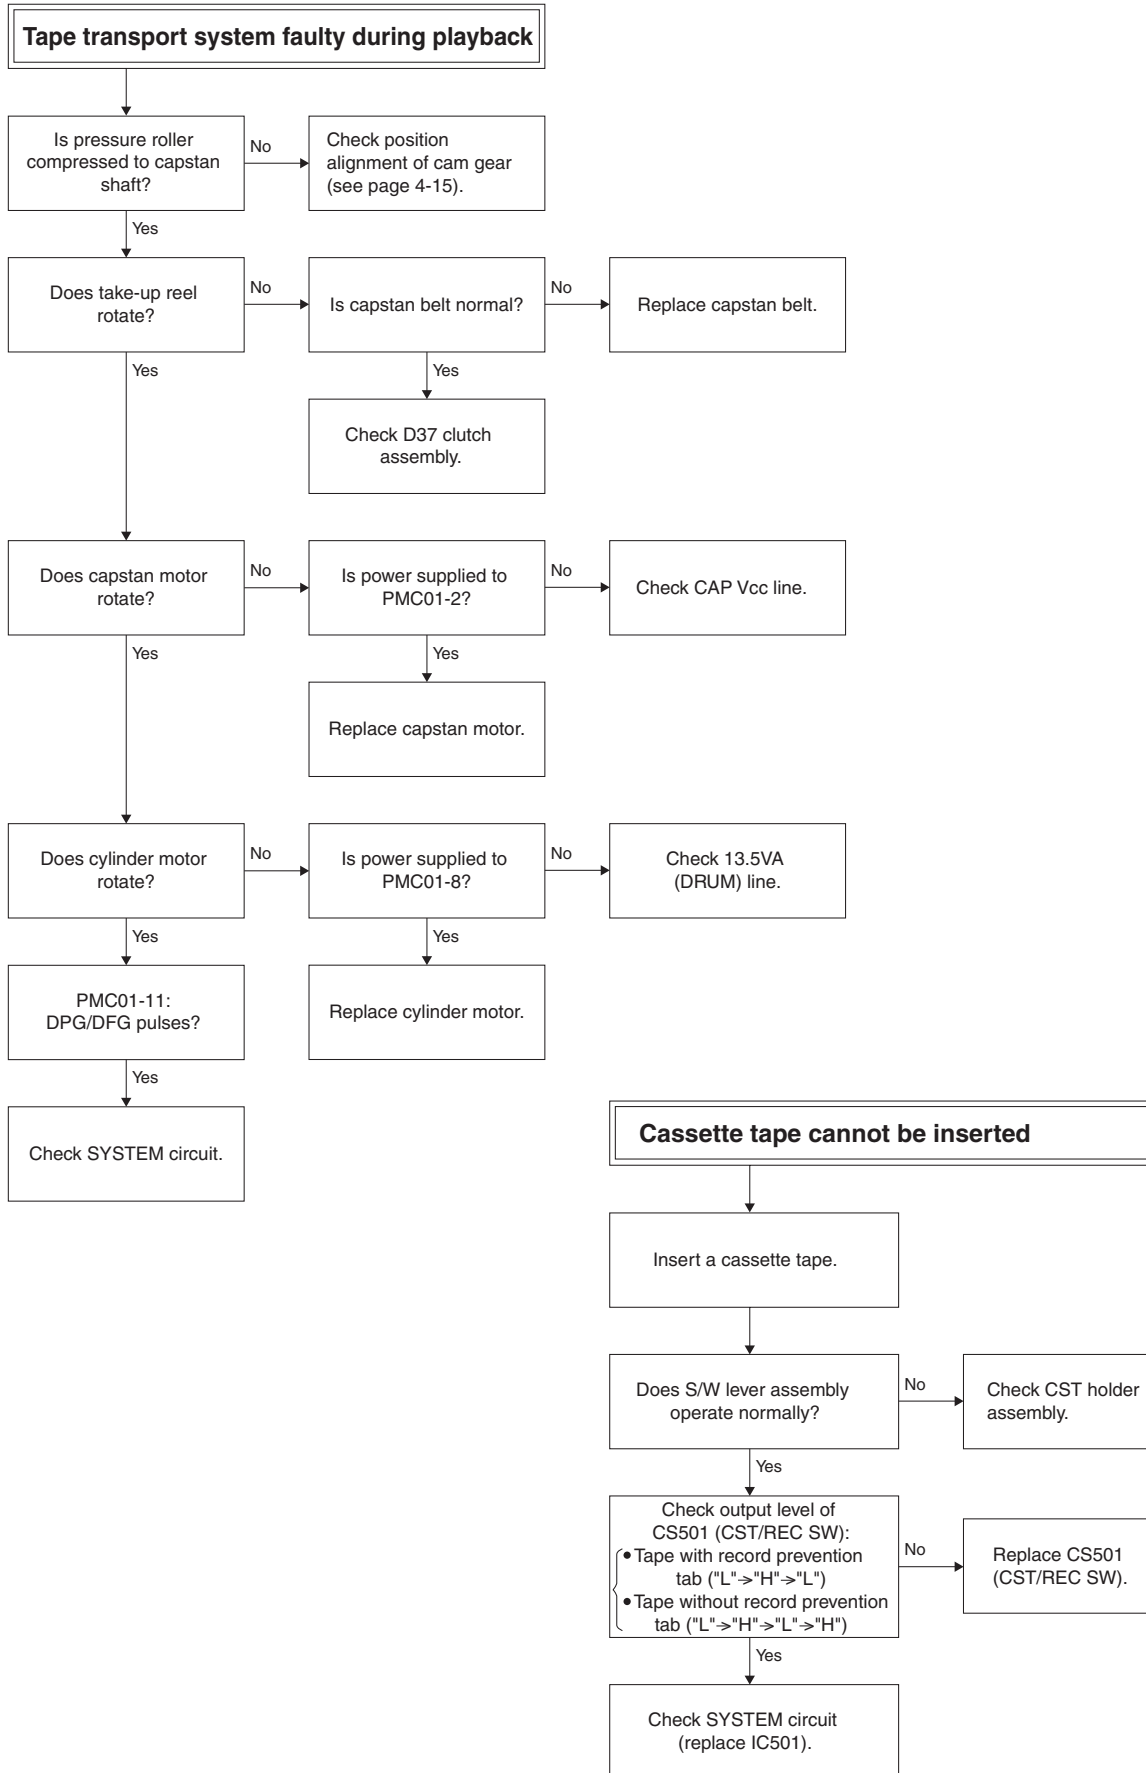 Tape transport system faulty during playback
Is pressure roller
compressed to capstan
shaft?
No
Check position
alignment of cam gear
(see page 4-15).
Yes
Does take-up reel
rotate?
No
Is capstan belt normal?
No
Replace capstan belt.
Yes
Yes
Check D37 clutch
assembly.
Does capstan motor
rotate?
No
Is power supplied to
PMC01-2?
No
Check CAP Vcc line.
Yes
Yes
Replace capstan motor.
Does cylinder motor
rotate?
No
Is power supplied to
PMC01-8?
No
Check 13.5VA
(DRUM) line.
Yes
Yes
PMC01-11:
DPG/DFG pulses?
Replace cylinder motor.
Yes
Check SYSTEM circuit.
Cassette tape cannot be inserted
Insert a cassette tape.
Does S/W lever assembly
operate normally?
No
Check CST holder
assembly.
Yes
Check output level of
CS501 (CST/REC SW):
• Tape with record prevention
tab ("L"→"H"→"L")
• Tape without record prevention
tab ("L"→"H"→"L"→"H")
No
Replace CS501
(CST/REC SW).
Yes
Check SYSTEM circuit
(replace IC501).